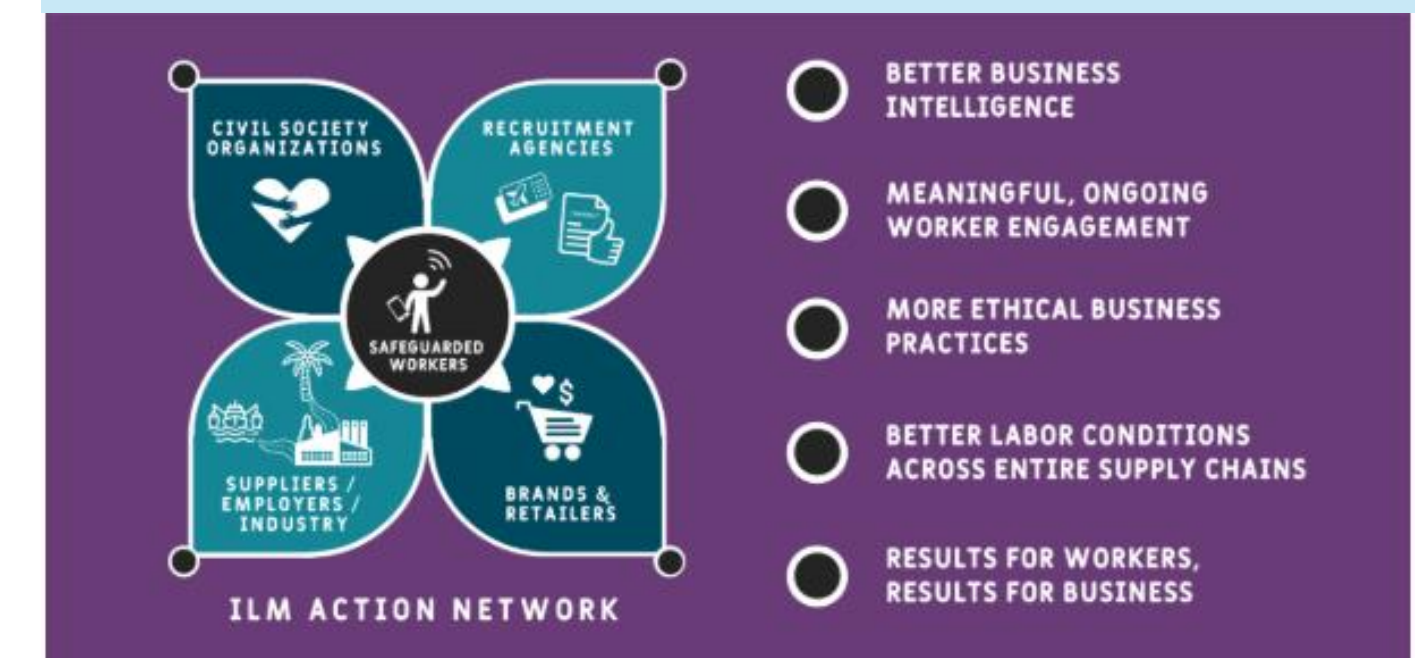 CIVIL SOCIETY
ORGANIZATIONS
RECRUITMENT
AGENCIES
SAFEGUARDED
WORKERS
SUPPLIERS /
EMPLOYERS /
INDUSTRY
BRANDS &
RETAILERS
ILM ACTION NETWORK
BETTER BUSINESS
INTELLIGENCE
MEANINGFUL, ONGOING
WORKER ENGAGEMENT
MORE ETHICAL BUSINESS
PRACTICES
BETTER LABOR CONDITIONS
ACROSS ENTIRE SUPPLY CHAINS
RESULTS FOR WORKERS,
RESULTS FOR BUSINESS